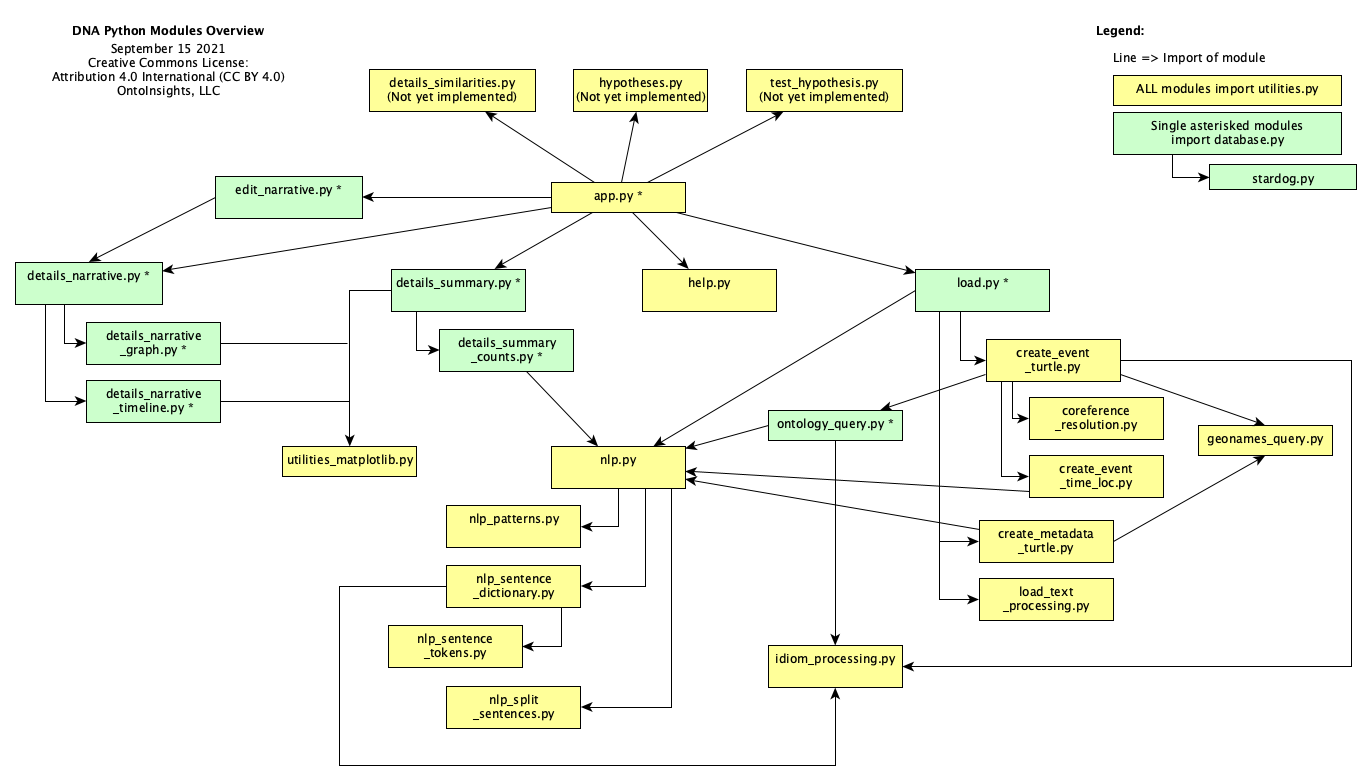 DNA Python Modules Overview
September 15 2021
Creative Commons License:
Attribution 4.0 International (CC BY 4.0)
OntoInsights, LLC
Legend:
Line => Import of module
ALL modules import utilities.py
Single asterisked modules
import database.py
stardog.py
details_similarities.py
(Not yet implemented)
hypotheses.py
(Not yet implemented)
test_hypothesis.py
(Not yet implemented)
edit_narrative.py *
app.py *
details_narrative.py *
details_summary.py *
help.py
load.py *
details_narrative
_graph.py *
details_summary
_counts.py *
create_event
_turtle.py
details_narrative
_timeline.py *
ontology_query.py *
coreference
_resolution.py
geonames_query.py
utilities_matplotlib.py
nlp.py
create_event
_time_loc.py
nlp_patterns.py
create_metadata
_turtle.py
nlp_sentence
_dictionary.py
load_text
_processing.py
nlp_sentence
_tokens.py
idiom_processing.py
nlp_split
_sentences.py